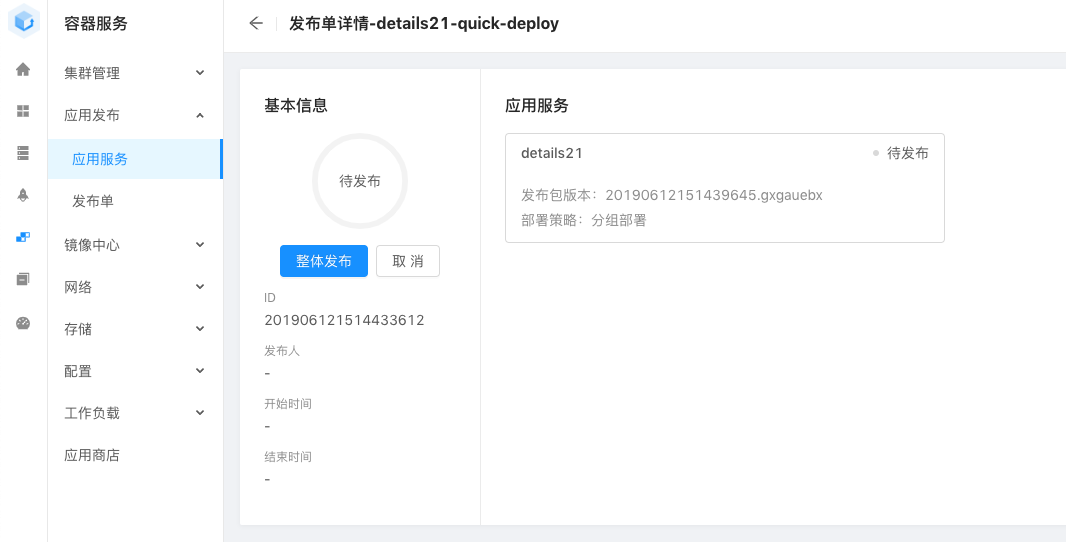 容器服务
集群管理
应用发布
应用服务
发布单
镜像中心
网络
存储
配置
工作负载
应用商店
发布单详情-details21-quick-deploy
基本信息
待发布
整体发布 取 消
ID
201906121514433612
发布人
-
开始时间
-
结束时间
-
应用服务
details21 待发布
发布包版本：20190612151439645.gxgauebx
部署策略：分组部署